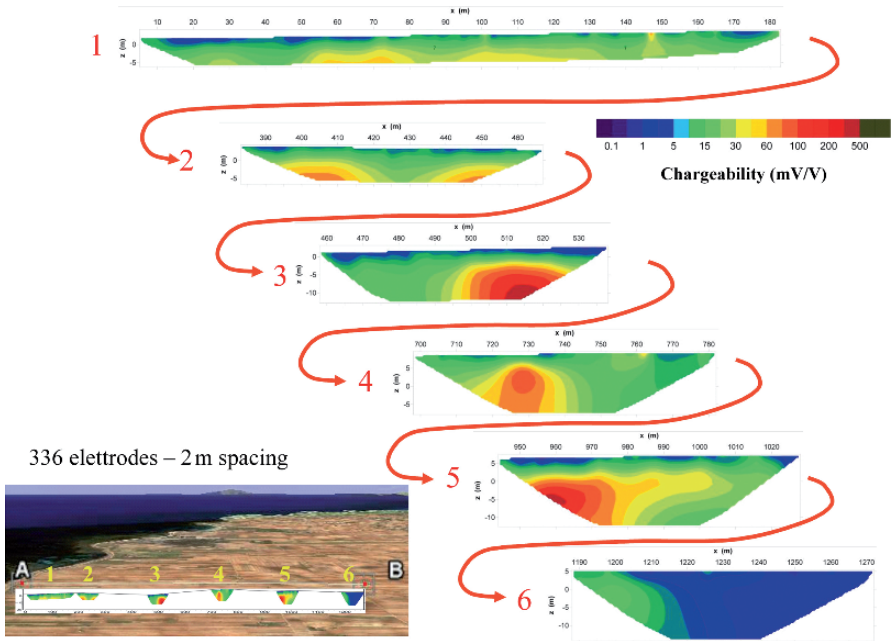 x (m)
10 20 30 40 50 60 70 80 90 100 110 120 130 140 150 160 170 180
1
z (m)
0
-5
x (m)
390 400 410 420 430 440 450 460
2
z (m)
0
-5
0.1 1 5 15 30 60 100 200 500
Chargeability (mV/V)
x (m)
460 470 480 490 500 510 520 530
3
z (m)
0
-5
-10
x (m)
700 710 720 730 740 750 760 770 780
4
z (m)
5
0
-5
x (m)
950 960 970 980 990 1000 1010 1020
5
z (m)
5
0
-5
-10
336 elettrodes – 2 m spacing
A 1 2 3 4 5 6 B
x (m)
1190 1200 1210 1220 1230 1240 1250 1260 1270
6
z (m)
5
0
-5
-10